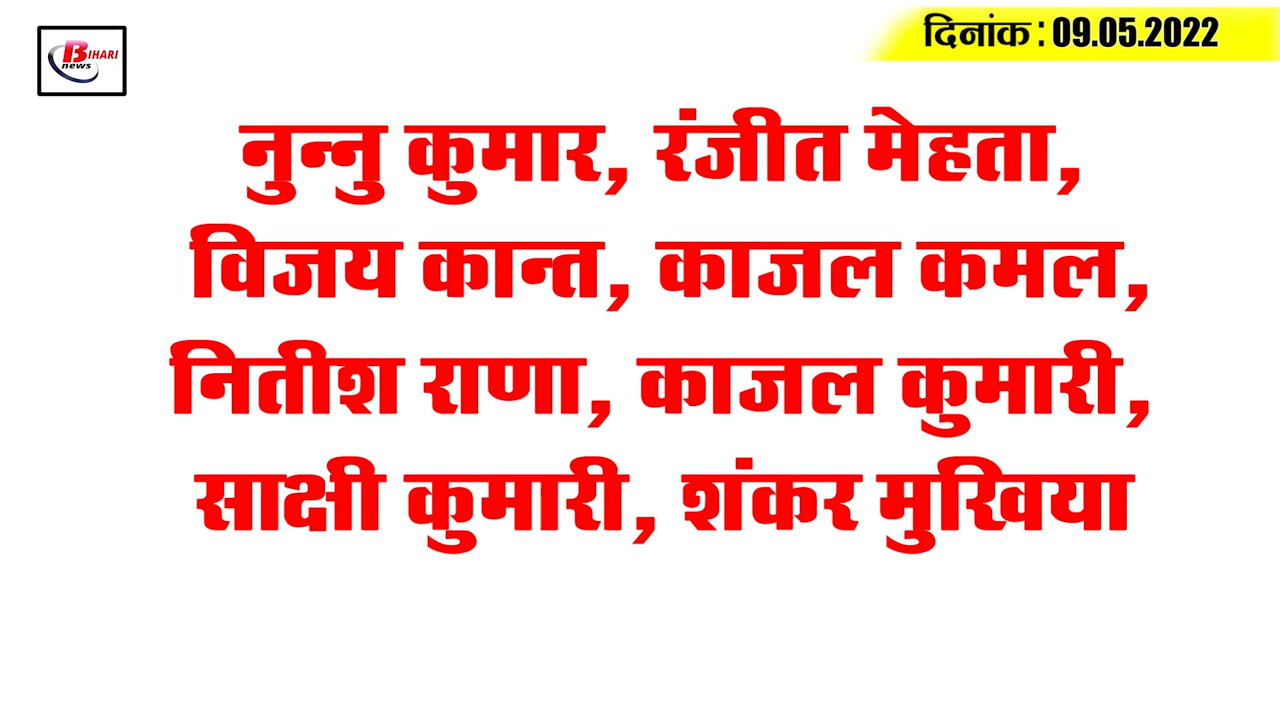 BIHARI
news
दिनांक : 09.05.2022
नुन्नु कुमार, रंजीत मेहता,
विजय कान्त, काजल कमल,
नितीश राणा, काजल कुमारी,
साक्षी कुमारी, शंकर मुखिया